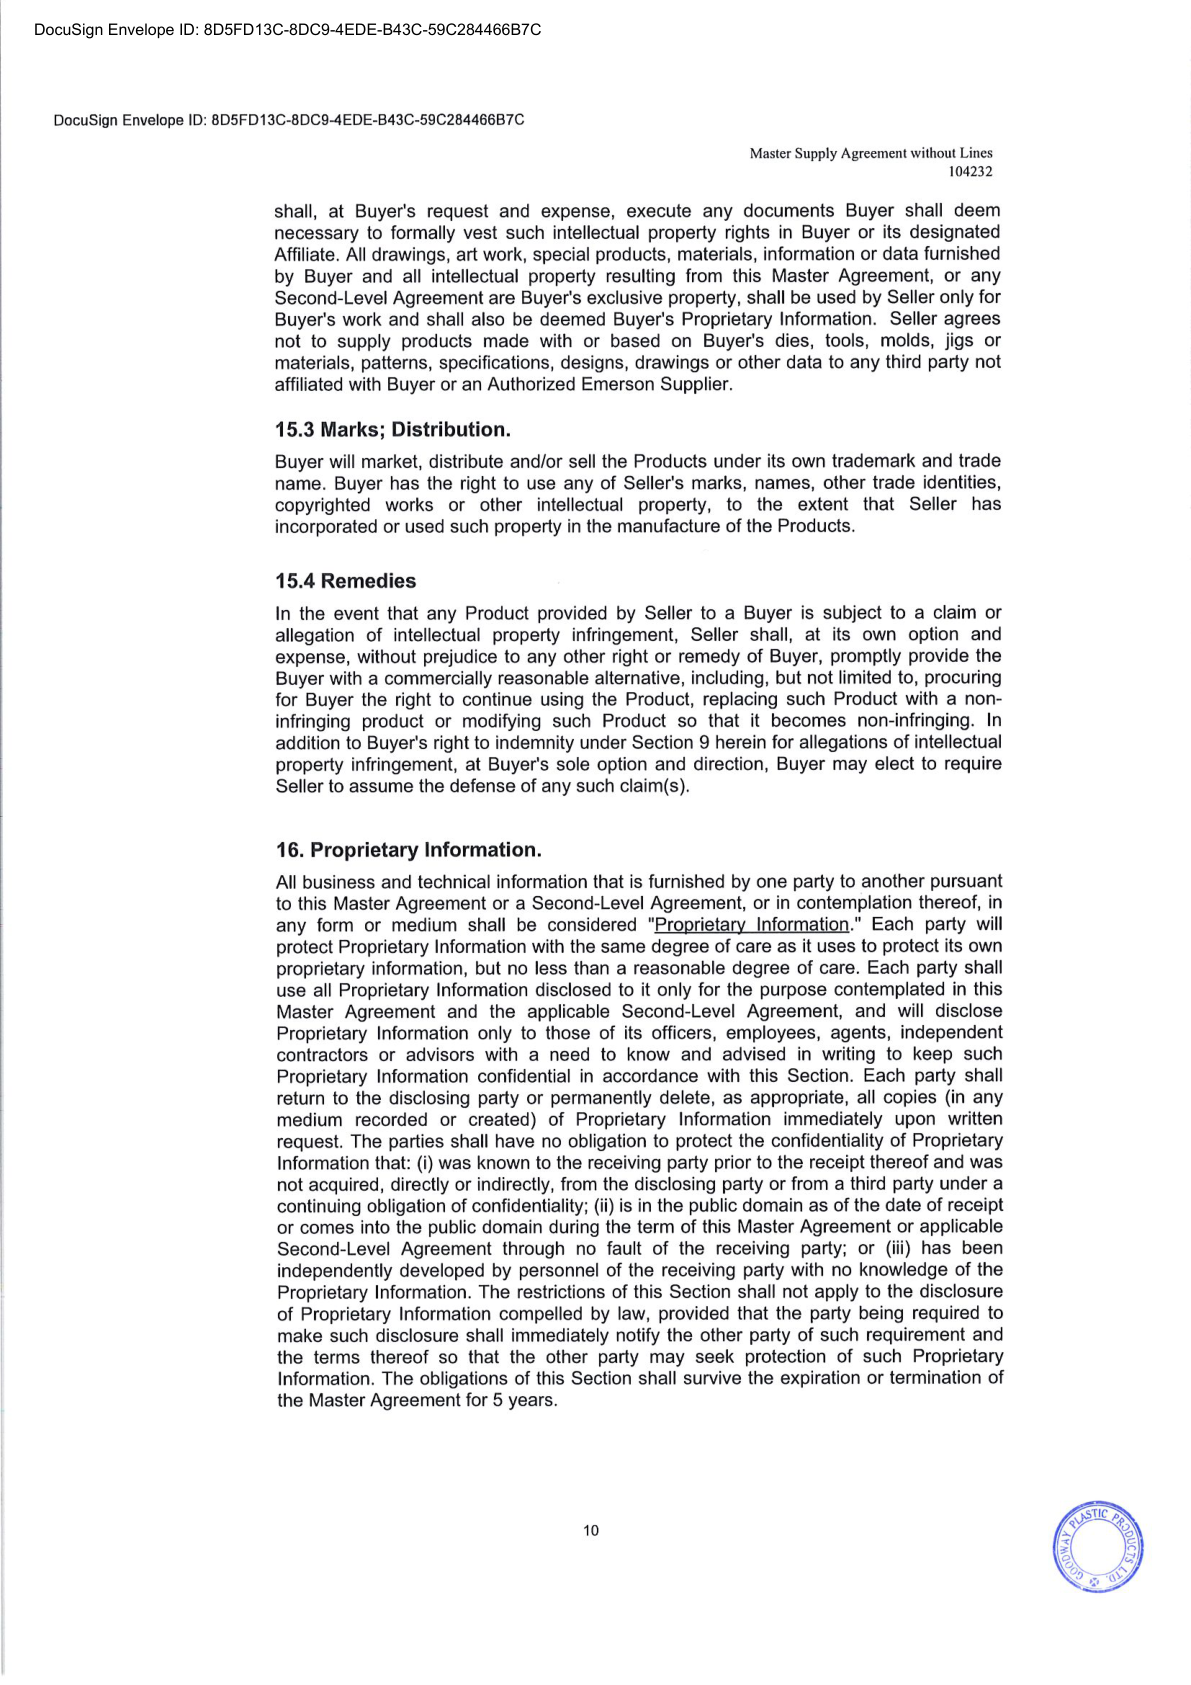 DocuSign Envelope ID: 8D5FD13C-8DC9-4EDE-B43C-59C284466B7C
DocuSign Envelope ID: 8D5FD13C-8DC9-4EDE-B43C-59C284466B7C
Master Supply Agreement without Lines
104232
shall, at Buyer's request and expense, execute any documents Buyer shall deem
necessary to formally vest such intellectual property rights in Buyer or its designated
Affiliate. All drawings, art work, special products, materials, information or data furnished
by Buyer and all intellectual property resulting from this Master Agreement, or any
Second-Level Agreement are Buyer's exclusive property, shall be used by Seller only for
Buyer's work and shall also be deemed Buyer's Proprietary Information. Seller agrees
not to supply products made with or based on Buyer's dies, tools, molds, jigs or
materials, patterns, specifications, designs, drawings or other data to any third party not
affiliated with Buyer or an Authorized Emerson Supplier.
15.3 Marks; Distribution.
Buyer will market, distribute and/or sell the Products under its own trademark and trade
name. Buyer has the right to use any of Seller's marks, names, other trade identities,
copyrighted works or other intellectual property, to the extent that Seller has
incorporated or used such property in the manufacture of the Products.
15.4 Remedies
In the event that any Product provided by Seller to a Buyer is subject to a claim or
allegation of intellectual property infringement, Seller shall, at its own option and
expense, without prejudice to any other right or remedy of Buyer, promptly provide the
Buyer with a commercially reasonable alternative, including, but not limited to, procuring
for Buyer the right to continue using the Product, replacing such Product with a non-
infringing product or modifying such Product so that it becomes non-infringing. In
addition to Buyer's right to indemnity under Section 9 herein for allegations of intellectual
property infringement, at Buyer's sole option and direction, Buyer may elect to require
Seller to assume the defense of any such claim(s).
16. Proprietary Information.
All business and technical information that is furnished by one party to another pursuant
to this Master Agreement or a Second-Level Agreement, or in contemplation thereof, in
any form or medium shall be considered "Proprietary Information." Each party will
protect Proprietary Information with the same degree of care as it uses to protect its own
proprietary information, but no less than a reasonable degree of care. Each party shall
use all Proprietary Information disclosed to it only for the purpose contemplated in this
Master Agreement and the applicable Second-Level Agreement, and will disclose
Proprietary Information only to those of its officers, employees, agents, independent
contractors or advisors with a need to know and advised in writing to keep such
Proprietary Information confidential in accordance with this Section. Each party shall
return to the disclosing party or permanently delete, as appropriate, all copies (in any
medium recorded or created) of Proprietary Information immediately upon written
request. The parties shall have no obligation to protect the confidentiality of Proprietary
Information that: (i) was known to the receiving party prior to the receipt thereof and was
not acquired, directly or indirectly, from the disclosing party or from a third party under a
continuing obligation of confidentiality; (ii) is in the public domain as of the date of receipt
or comes into the public domain during the term of this Master Agreement or applicable
Second-Level Agreement through no fault of the receiving party; or (iii) has been
independently developed by personnel of the receiving party with no knowledge of the
Proprietary Information. The restrictions of this Section shall not apply to the disclosure
of Proprietary Information compelled by law, provided that the party being required to
make such disclosure shall immediately notify the other party of such requirement and
the terms thereof so that the other party may seek protection of such Proprietary
Information. The obligations of this Section shall survive the expiration or termination of
the Master Agreement for 5 years.
10
GOODWAY PLASTIC PRODUCTS LTD.